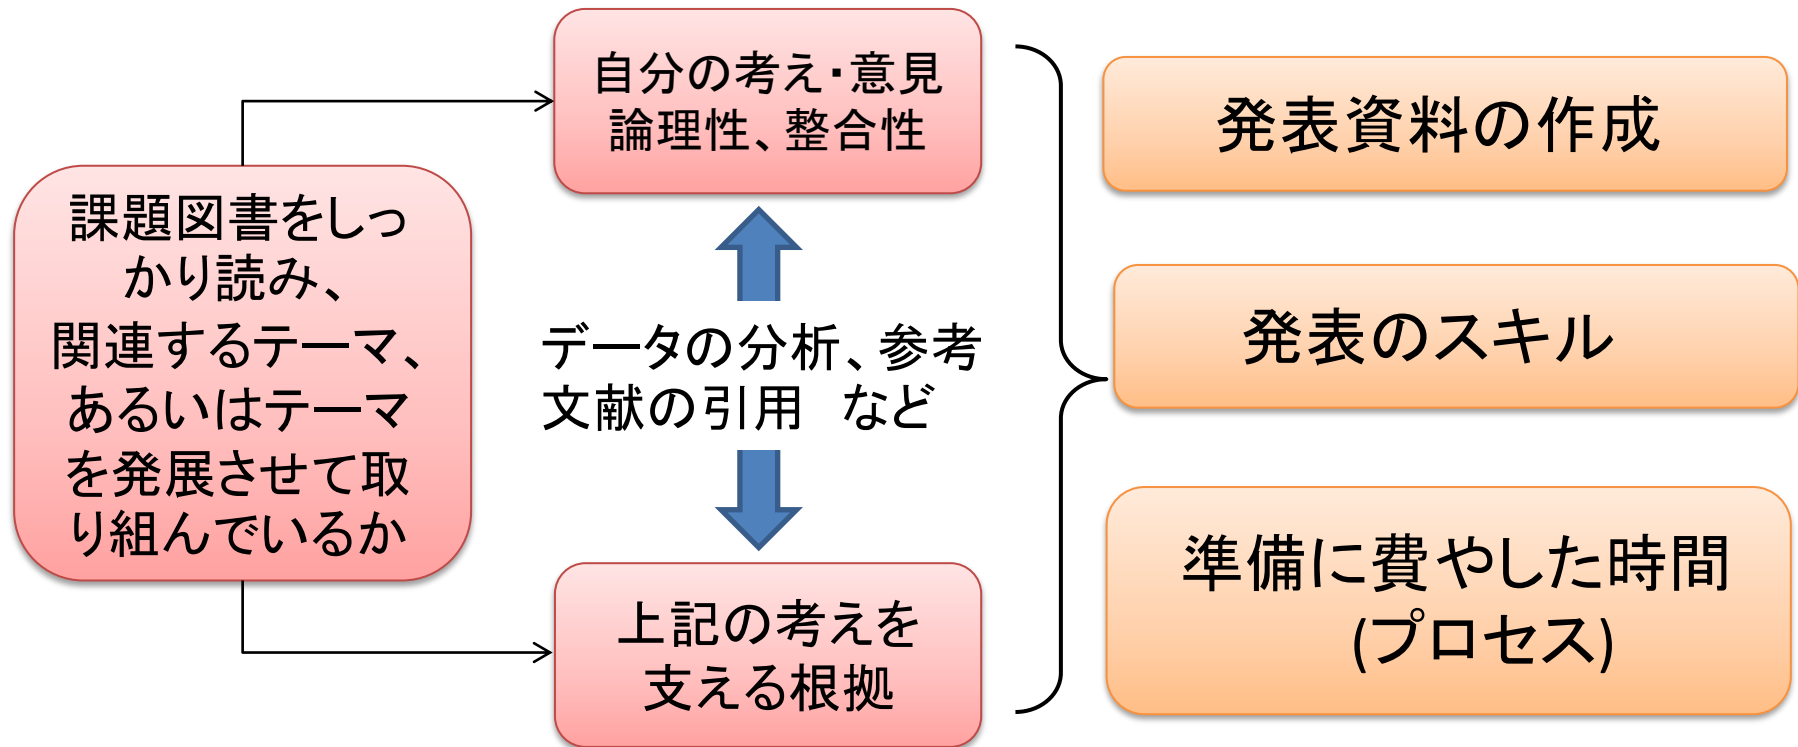 課題図書をしっ
かり読み、
関連するテーマ、
あるいはテーマ
を発展させて取
り組んでいるか
自分の考え・意見
論理性、整合性
データの分析、参考
文献の引用　など
上記の考えを
支える根拠
発表資料の作成
発表のスキル
準備に費やした時間
(プロセス)